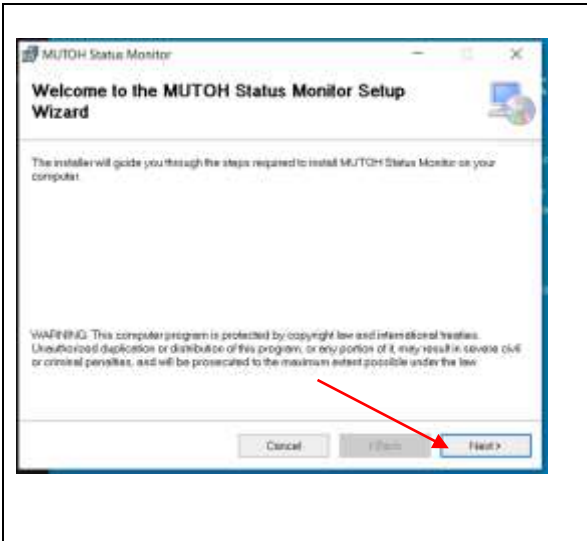 MUTOH Status Monitor
Welcome to the MUTOH Status Monitor Setup
Wizard
The installer will guide you through the steps required to install MUTOH Status Monitor on your
computer.
WARNING: This computer program is protected by copyright law and international treaties.
Unauthorized duplication or distribution of this program, or any portion of it, may result in severe civil
or criminal penalties, and will be prosecuted to the maximum extent possible under the law.
Cancel
< Back
Next >